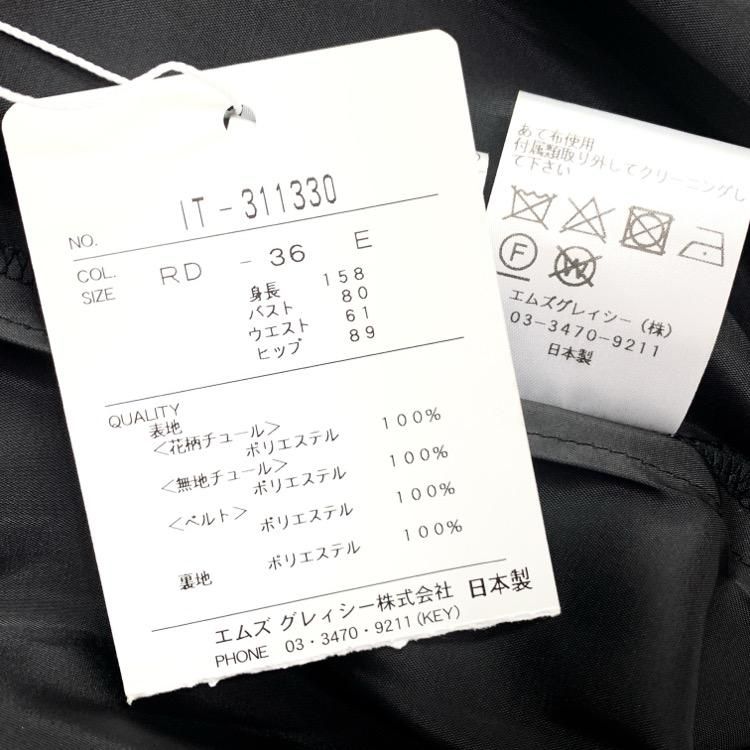 NO. IT-311330
COL. RD - 36 E
SIZE
身長 158
バスト 80
ウエスト 61
ヒップ 89
QUALITY
表地
<花柄チュール>
ポリエステル 100%
<無地チュール>
ポリエステル 100%
<ベルト>
ポリエステル 100%
裏地 ポリエステル 100%
エムズ グレィシー株式会社 日本製
PHONE 03・3470・9211(KEY)
あて布使用
付属類取り外してクリーニングし
て下さい
F
W
エムズグレィシー(株)
03-3470-9211
日本製